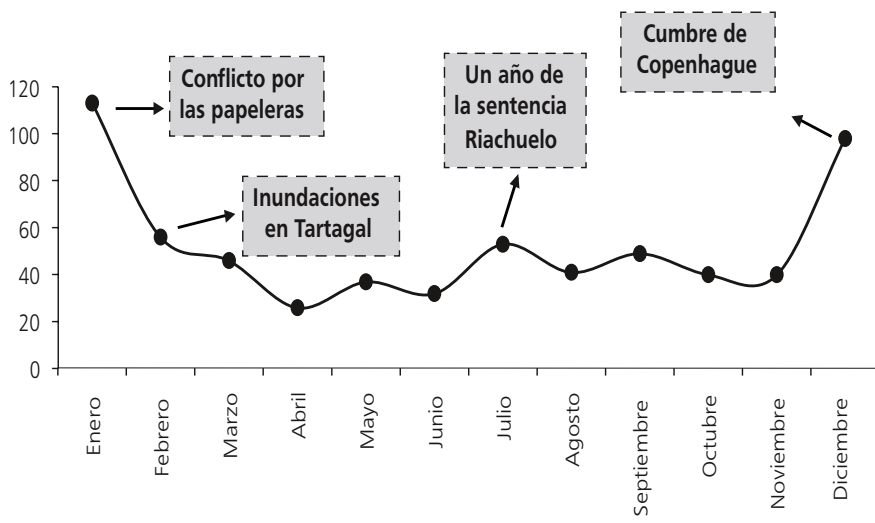 Cumbre de
Copenhague
Conflicto por
las papeleras
Un año de
la sentencia
Riachuelo
Inundaciones
en Tartagal
120
100
80
60
40
20
0
Enero
Febrero
Marzo
Abril
Mayo
Junio
Julio
Agosto
Septiembre
Octubre
Noviembre
Diciembre